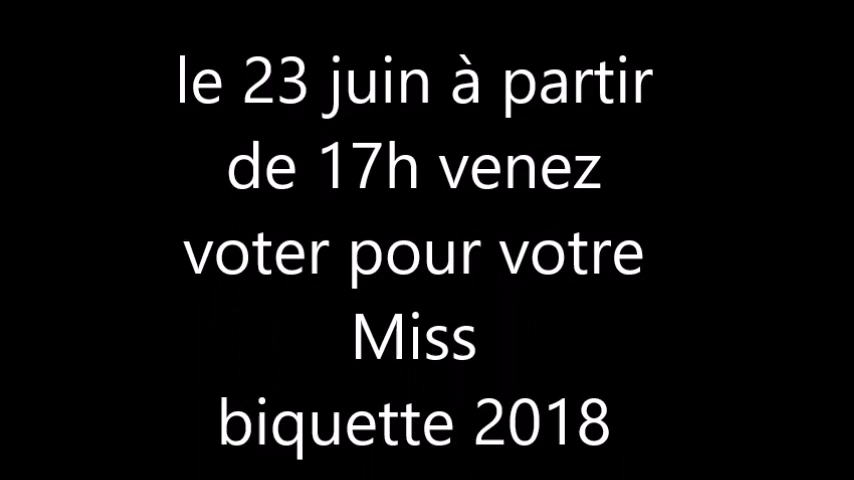 le 23 juin à partir
de 17h venez
voter pour votre
Miss
biquette 2018